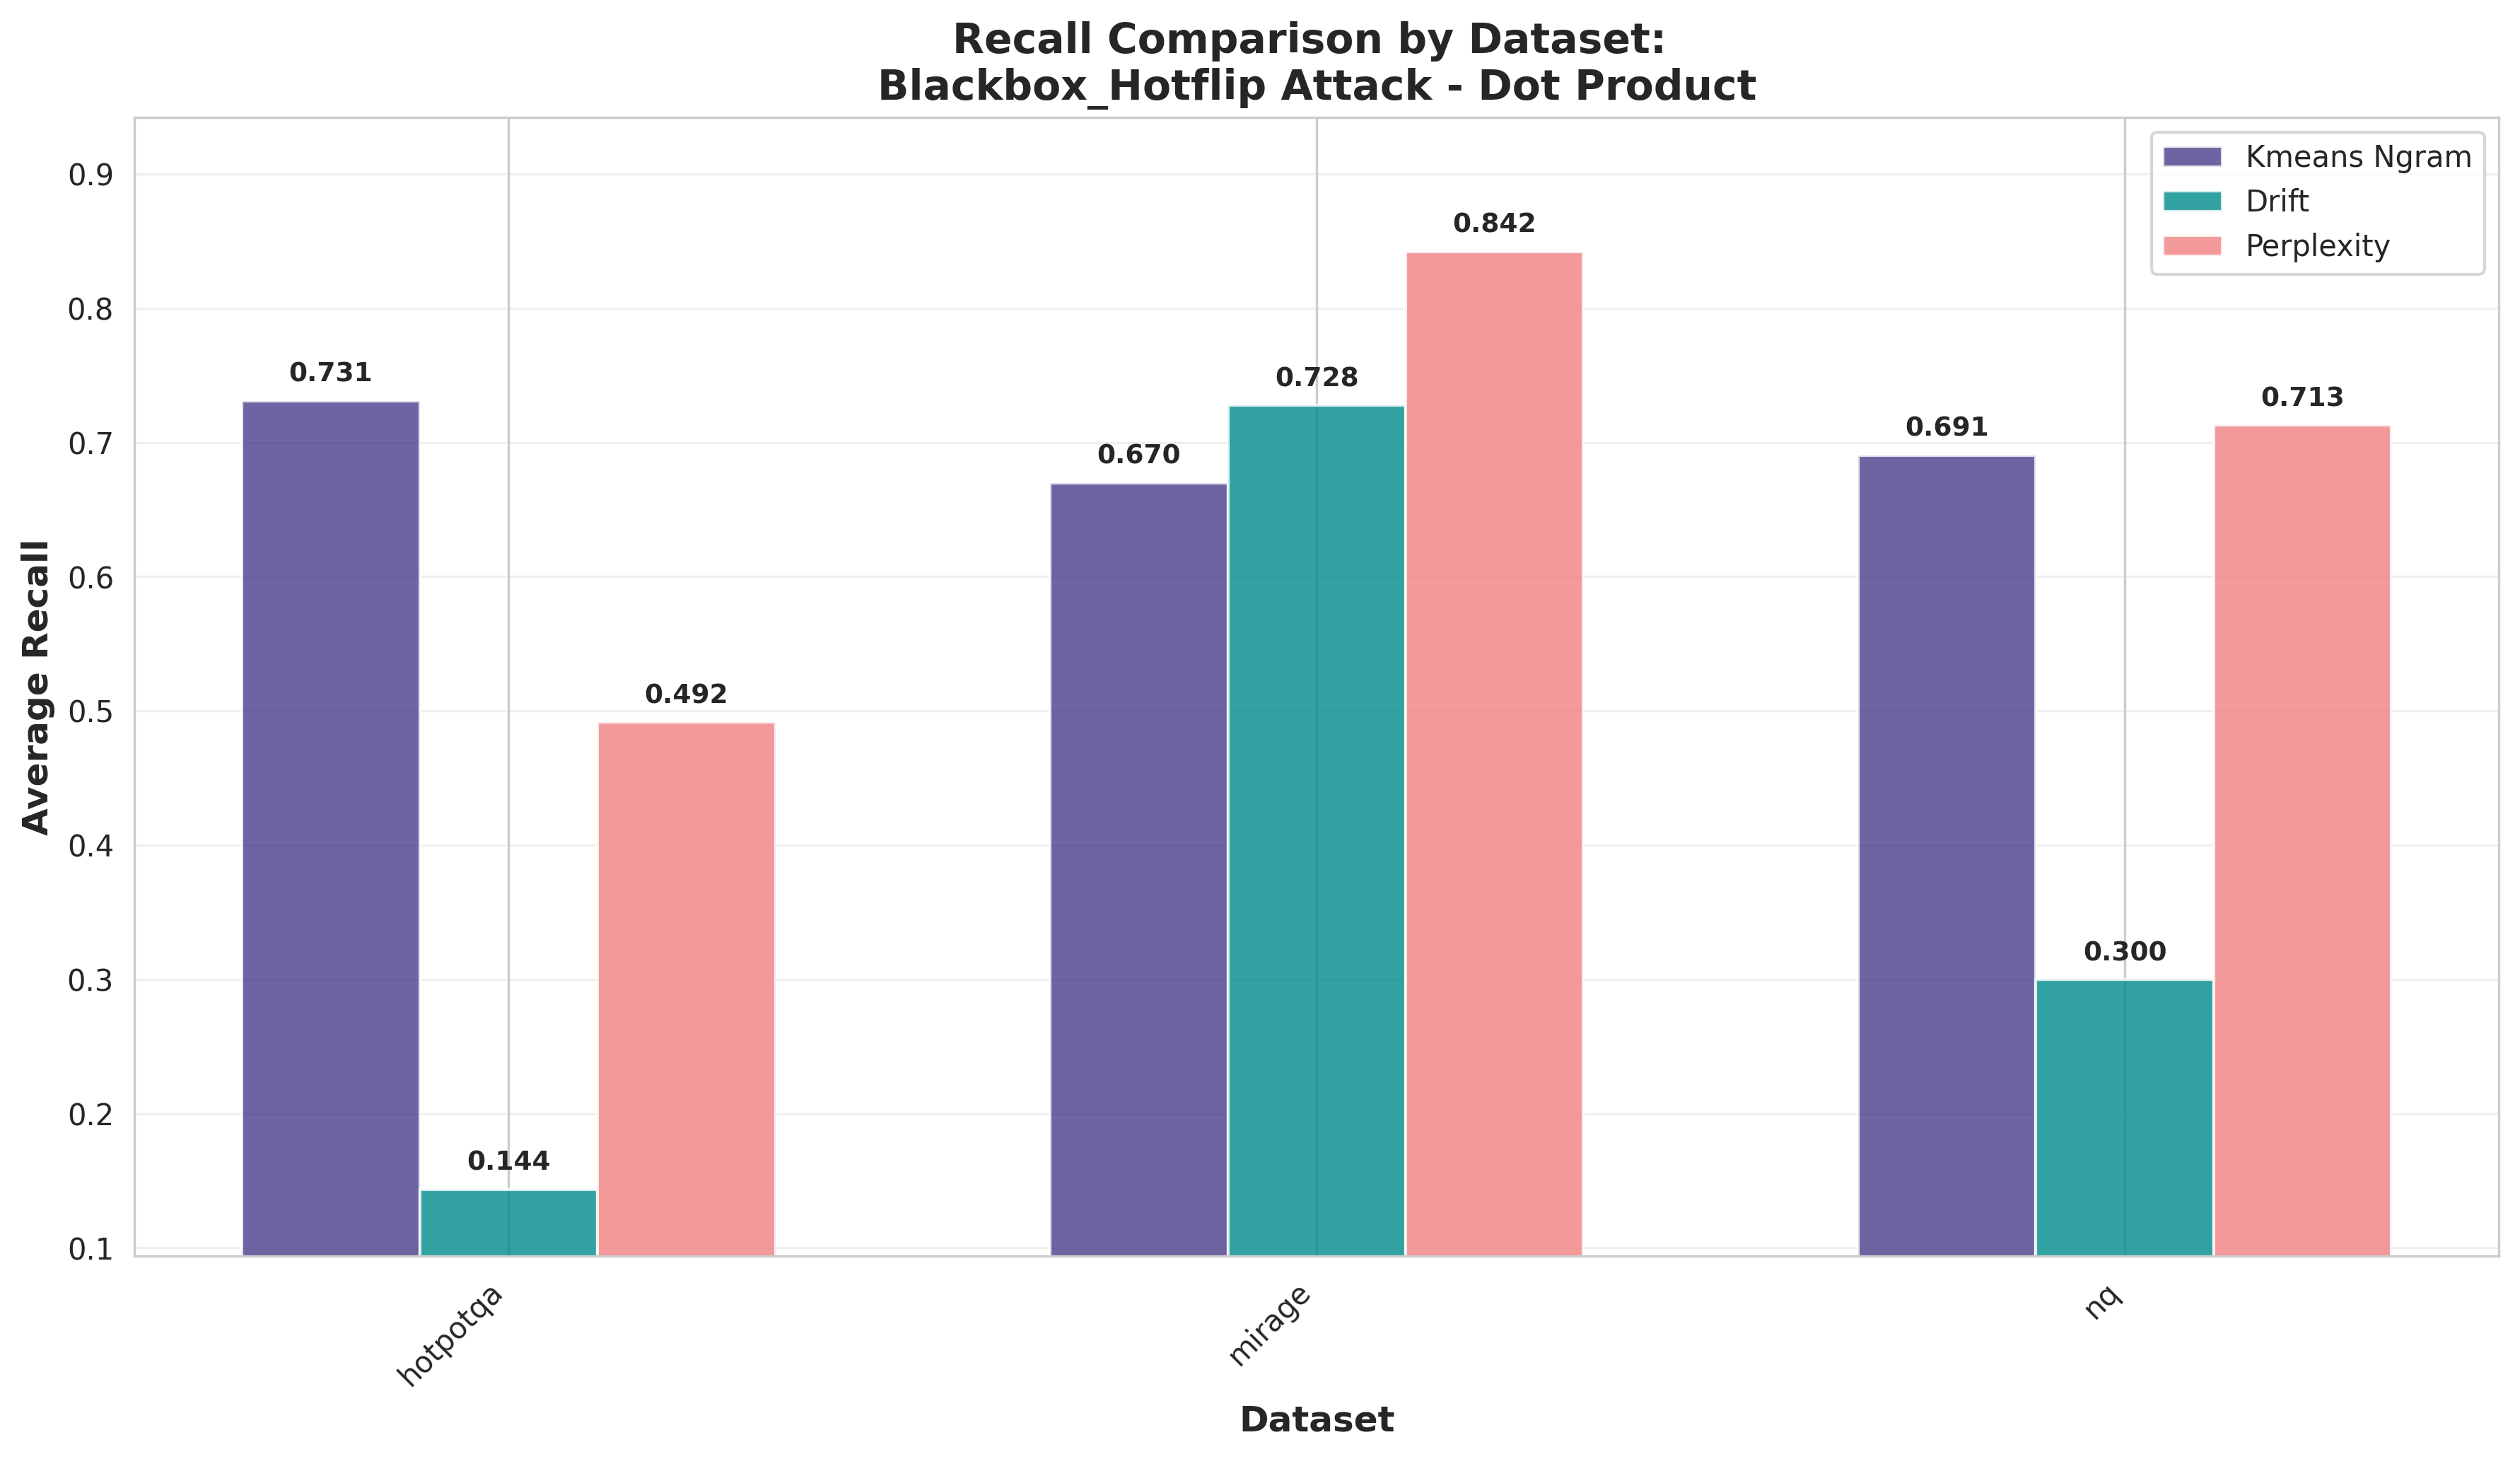 Recall Comparison by Dataset:
Blackbox_Hotflip Attack - Dot Product
Kmeans Ngram
Drift
Perplexity
Average Recall
0.9
0.8
0.7
0.6
0.5
0.4
0.3
0.2
0.1
0.731
0.144
0.492
0.670
0.728
0.842
0.691
0.300
0.713
hotpotqa
mirage
nq
Dataset